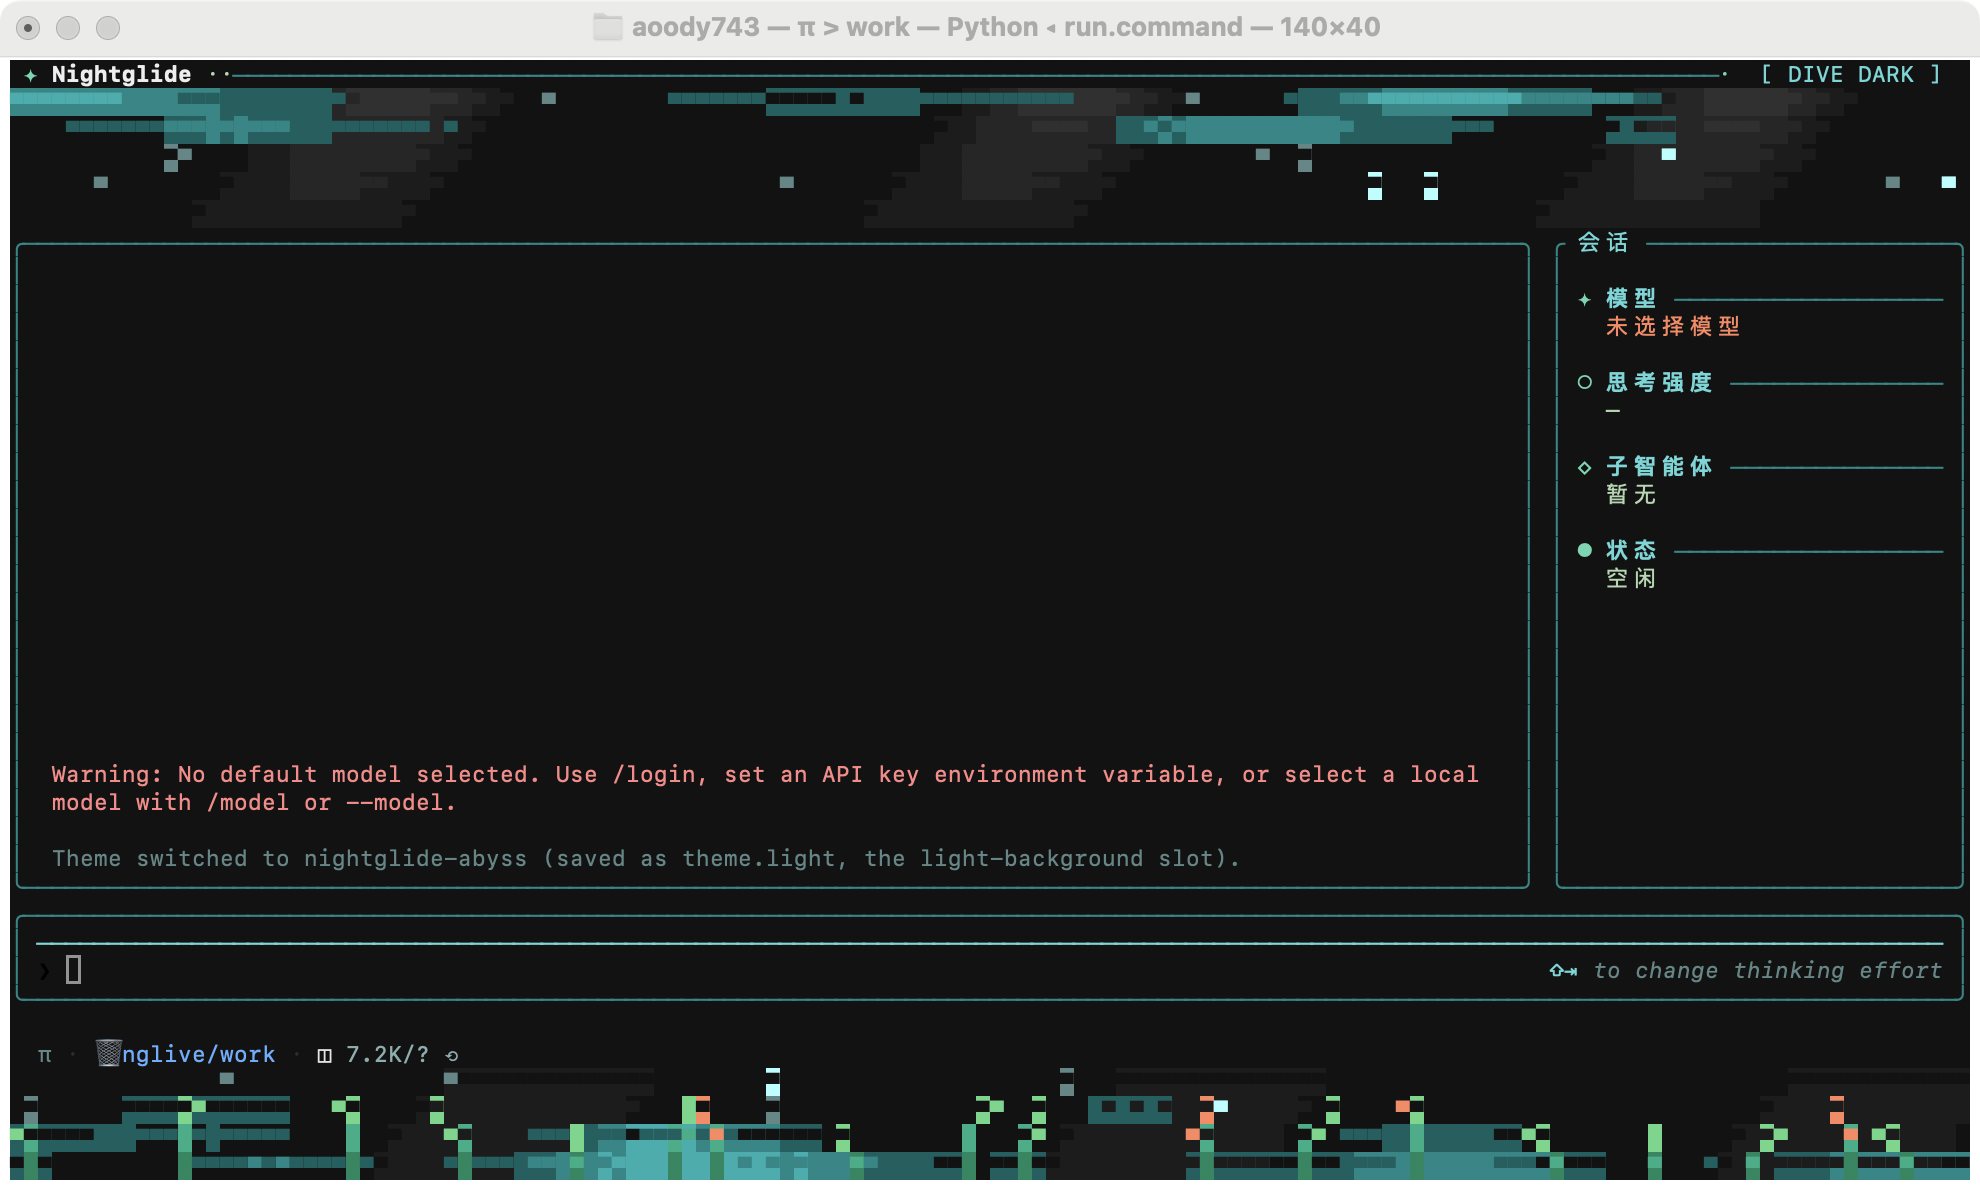 aoody743 — π > work — Python ◂ run.command — 140×40
✦ Nightglide ·· · [ DIVE DARK ]
会话
✦ 模型
未选择模型
○ 思考强度
—
◇ 子智能体
暂无
● 状态
空闲
Warning: No default model selected. Use /login, set an API key environment variable, or select a local
model with /model or --model.
Theme switched to nightglide-abyss (saved as theme.light, the light-background slot).
❯ ⇧⇥ to change thinking effort
π · 🗑nglive/work · ◫ 7.2K/? ⟲